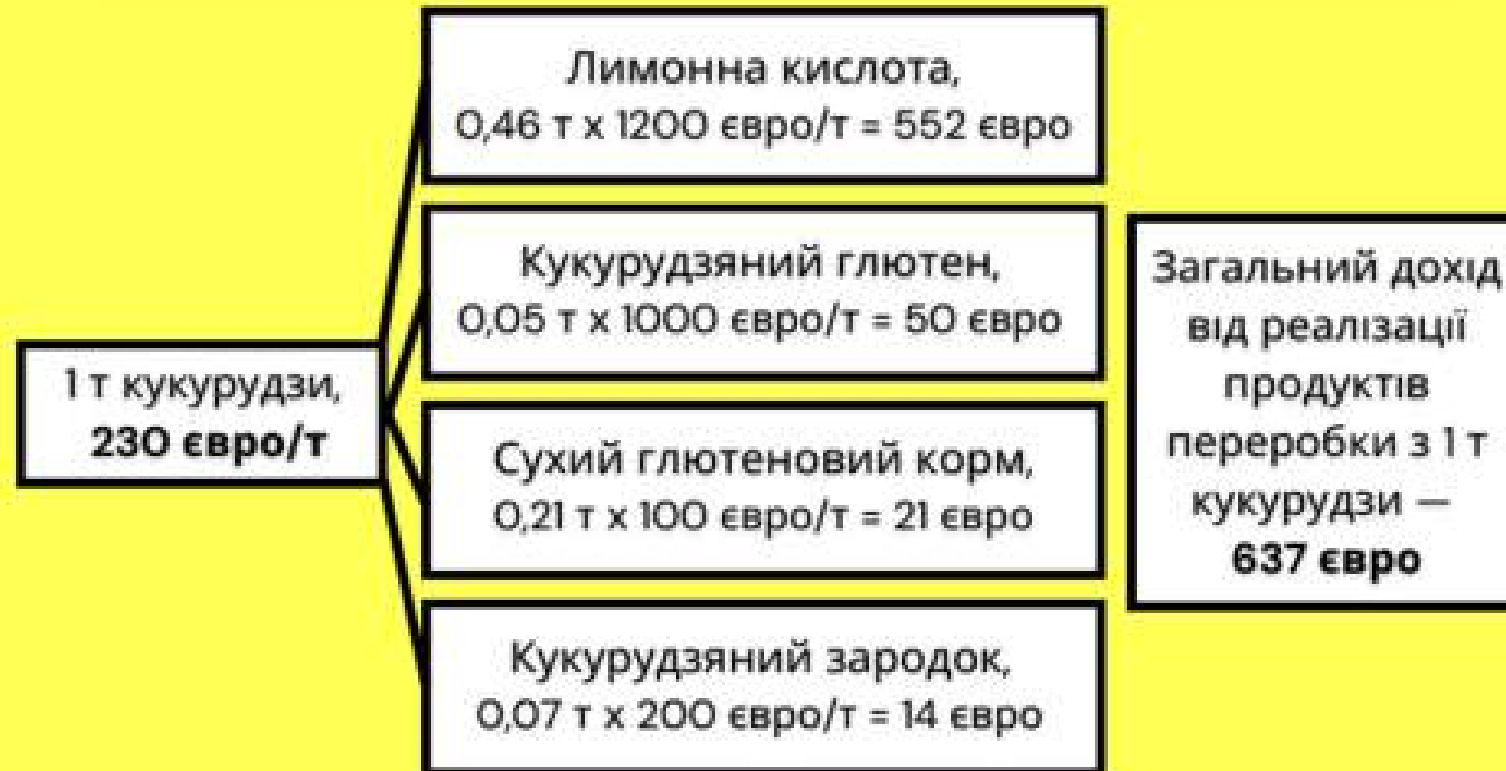 1 т кукурудзи,
230 євро/т
Лимонна кислота,
0,46 т х 1200 євро/т = 552 євро
Кукурудзяний глютен,
0,05 т х 1000 євро/т = 50 євро
Сухий глютеновий корм,
0,21 т х 100 євро/т = 21 євро
Кукурудзяний зародок,
0,07 т х 200 євро/т = 14 євро
Загальний дохід
від реалізації
продуктів
переробки з 1 т
кукурудзи —
637 євро